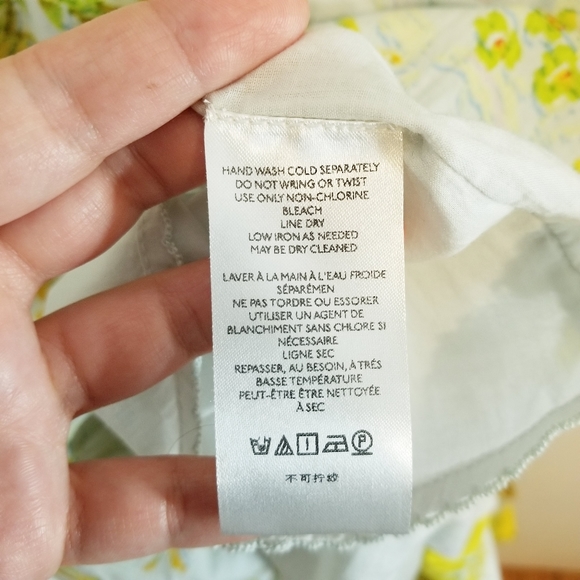 HAND WASH COLD SEPARATELY
DO NOT WRING OR TWIST
USE ONLY NON-CHLORINE
BLEACH
LINE DRY
LOW IRON AS NEEDED
MAY BE DRY CLEANED
LAVER À LA MAIN À L'EAU FROIDE
SÉPARÉMEN
NE PAS TORDRE OU ESSORER
UTILISER UN AGENT DE
BLANCHIMENT SANS CHLORE SI
NÉCESSAIRE
LIGNE SEC
REPASSER, AU BESOIN, À TRÉS
BASSE TEMPÉRATURE
PEUT-ÊTRE ÊTRE NETTOYÉE
À SEC
P
不可拧绞